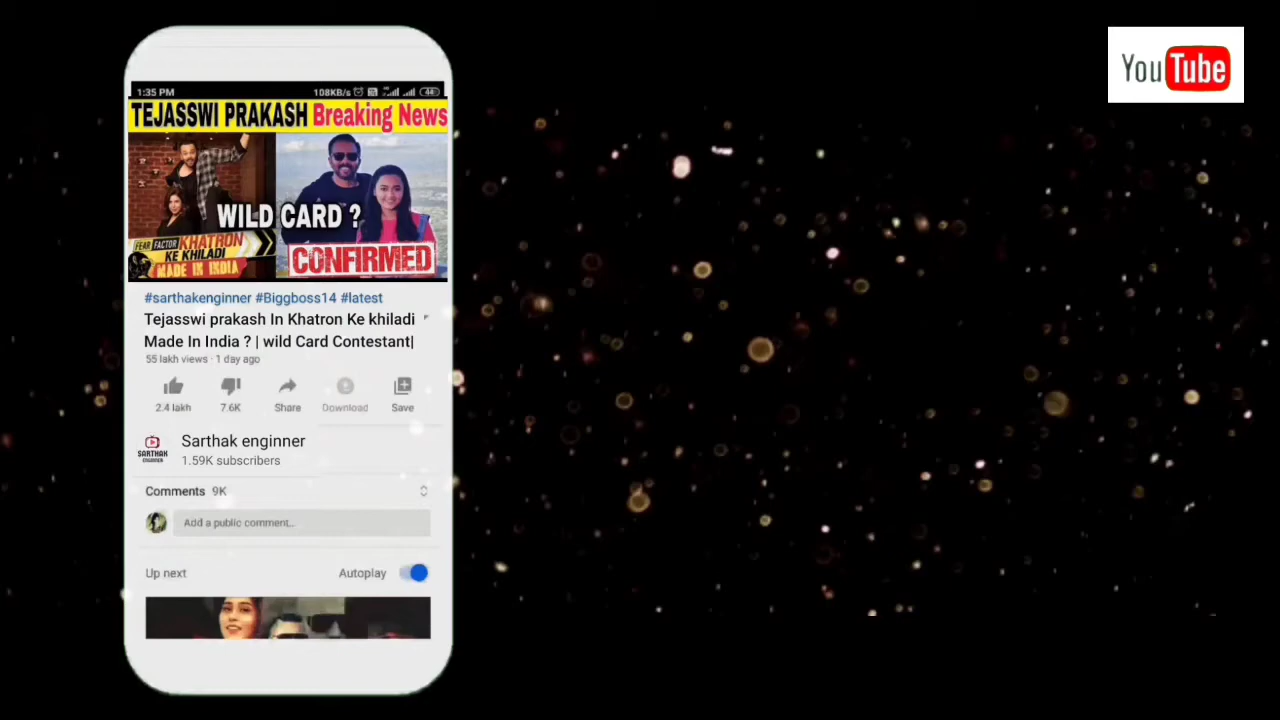 YouTube
1:35 PM 108KB/s 44
TEJASSWI PRAKASH Breaking News
WILD CARD ?
FEAR FACTOR KHATRON
KE KHILADI
MADE IN INDIA
CONFIRMED
#sarthakenginner #Biggboss14 #latest
Tejasswi prakash In Khatron Ke khiladi
Made In India ? | wild Card Contestant|
55 lakh views · 1 day ago
2.4 lakh 7.6K Share Download Save
SARTHAK
ENGINNER
Sarthak enginner
1.59K subscribers
Comments 9K
Add a public comment...
Up next Autoplay